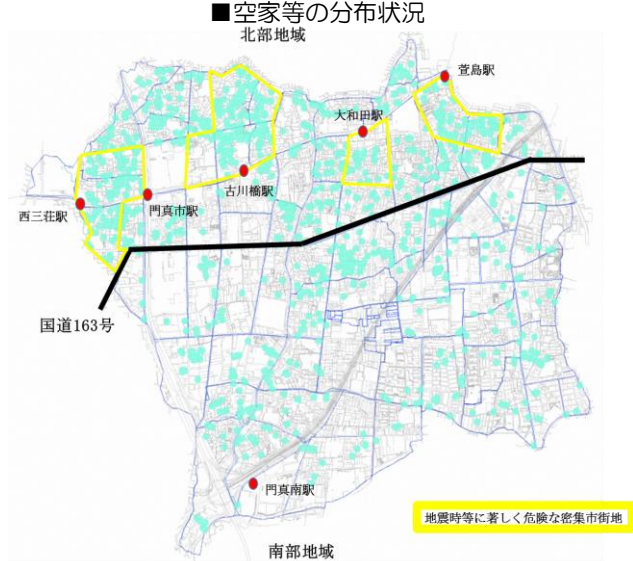 ■空家等の分布状況
北部地域
萱島駅
大和田駅
古川橋駅
門真市駅
西三荘駅
国道163号
門真南駅
地震時等に著しく危険な密集市街地
南部地域